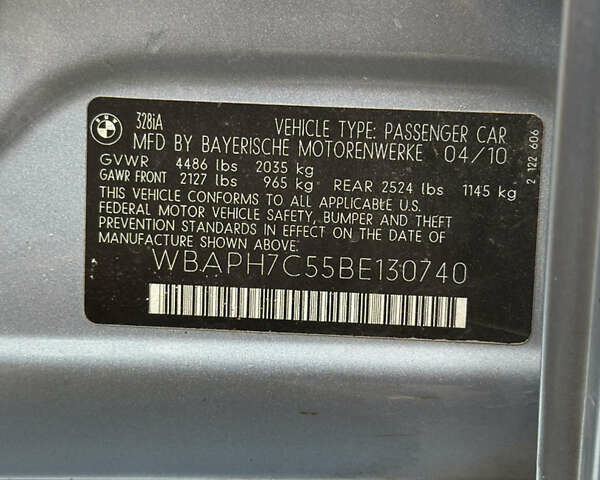 BMW
328iA
VEHICLE TYPE: PASSENGER CAR
MFD BY BAYERISCHE MOTORENWERKE 04/10
GVWR 4486 lbs 2035 kg
GAWR FRONT 2127 lbs 965 kg REAR 2524 lbs 1145 kg
THIS VEHICLE CONFORMS TO ALL APPLICABLE U.S.
FEDERAL MOTOR VEHICLE SAFETY, BUMPER AND THEFT
PREVENTION STANDARDS IN EFFECT ON THE DATE OF
MANUFACTURE SHOWN ABOVE.
WBAPH7C55BE130740
2 122 606